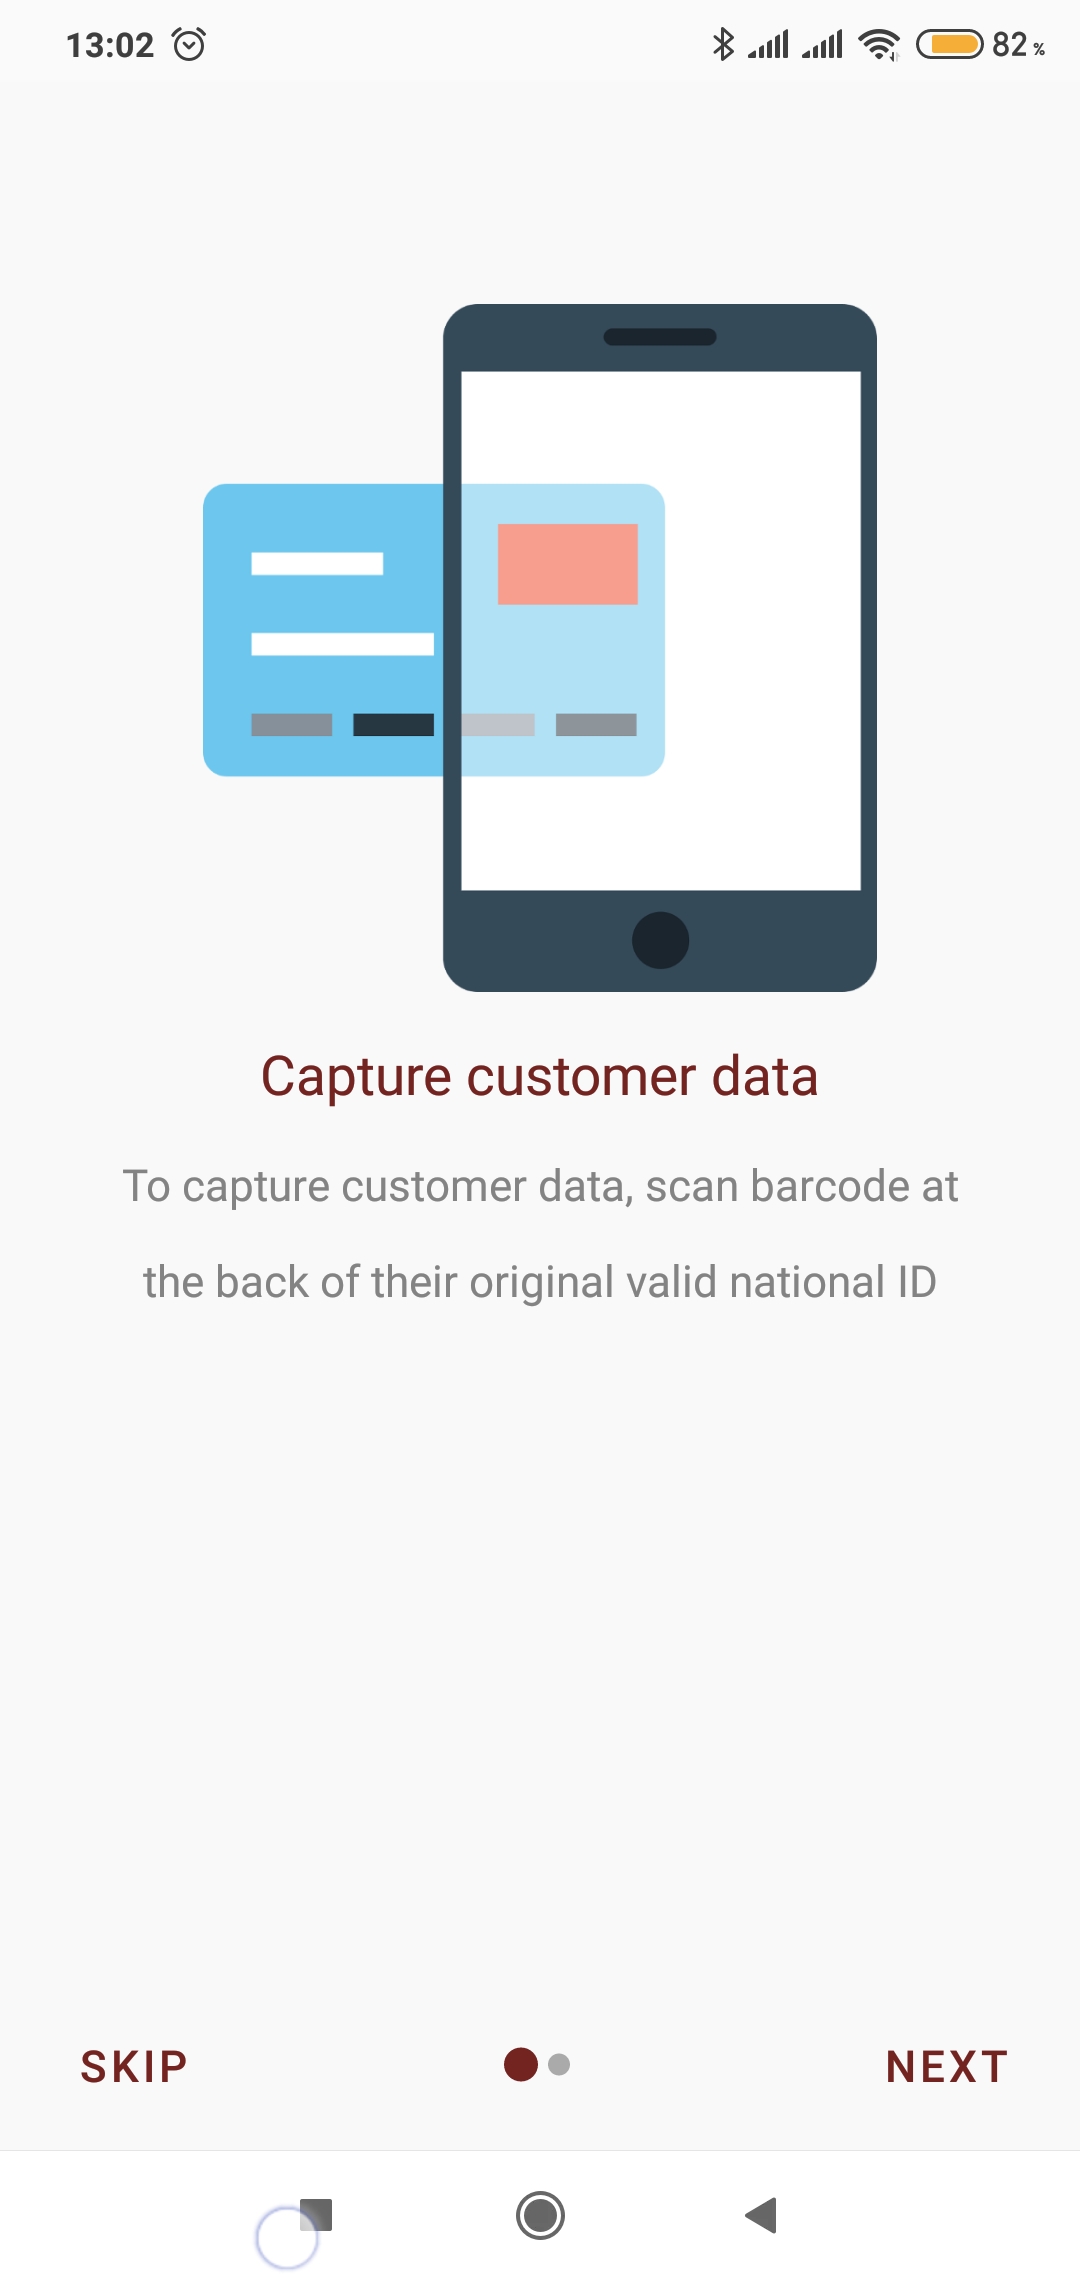 13:02 82 %
Capture customer data
To capture customer data, scan barcode at
the back of their original valid national ID
SKIP NEXT